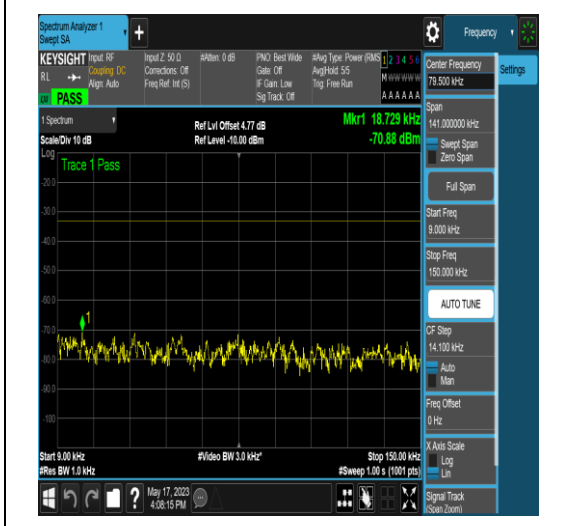 Spectrum Analyzer 1
Swept SA
+
Frequency
KEYSIGHT
RL
PASS
Input: RF
Coupling: DC
Align: Auto
Input Z: 50 Ω
Corrections: Off
Freq Ref: Int (S)
#Atten: 0 dB
PNO: Best Wide
Gate: Off
IF Gain: Low
Sig Track: Off
#Avg Type: Power (RMS
Avg|Hold: 5/5
Trig: Free Run
1 2 3 4 5 6
M W W W W W
A A A A A A
Settings
Center Frequency
79.500 kHz
Span
141.000000 kHz
Swept Span
Zero Span
Full Span
Start Freq
9.000 kHz
Stop Freq
150.000 kHz
AUTO TUNE
CF Step
14.100 kHz
Auto
Man
Freq Offset
0 Hz
X Axis Scale
Log
Lin
Signal Track
(Span Zoom)
1 Spectrum
Scale/Div 10 dB
Ref Lvl Offset 4.77 dB
Ref Level -10.00 dBm
Mkr1 18.729 kHz
-70.88 dBm
Log
Trace 1 Pass
-20.0
-30.0
-40.0
-50.0
-60.0
-70.0
-80.0
-90.0
-100
1
Start 9.00 kHz
#Res BW 1.0 kHz
#Video BW 3.0 kHz*
Stop 150.00 kHz
#Sweep 1.00 s (1001 pts)
?
May 17, 2023
4:08:15 PM